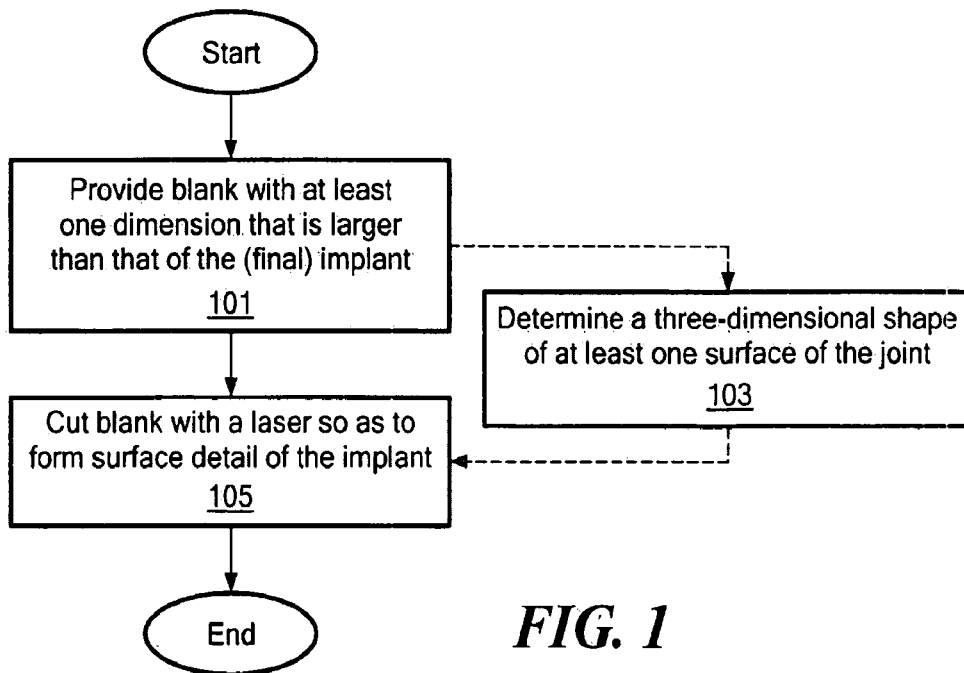 Start
Provide blank with at least
one dimension that is larger
than that of the (final) implant
101
Determine a three-dimensional shape
of at least one surface of the joint
103
Cut blank with a laser so as to
form surface detail of the implant
105
End
FIG. 1